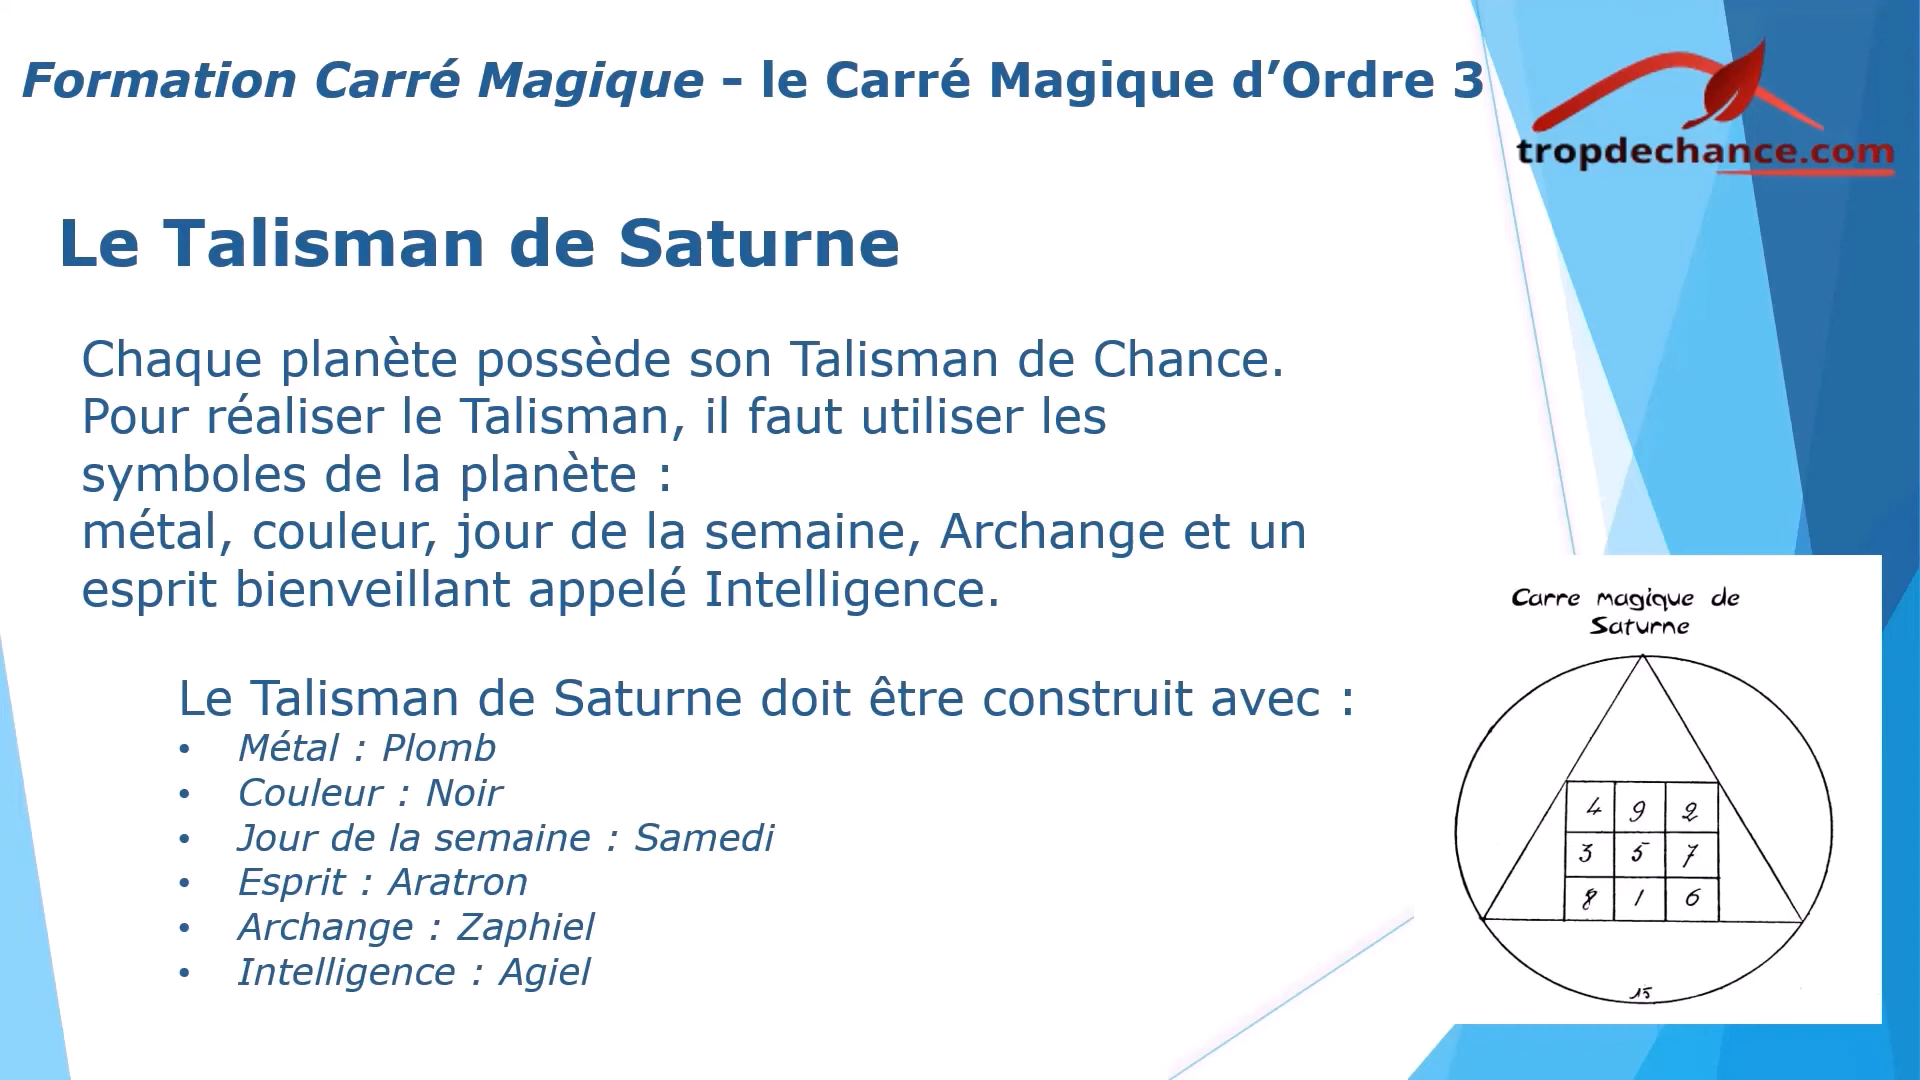 Formation Carré Magique - le Carré Magique d’Ordre 3
tropdechance.com
Le Talisman de Saturne
Chaque planète possède son Talisman de Chance.
Pour réaliser le Talisman, il faut utiliser les
symboles de la planète :
métal, couleur, jour de la semaine, Archange et un
esprit bienveillant appelé Intelligence.
Le Talisman de Saturne doit être construit avec :
• Métal : Plomb
• Couleur : Noir
• Jour de la semaine : Samedi
• Esprit : Aratron
• Archange : Zaphiel
• Intelligence : Agiel
Carre magique de
Saturne
4 9 2
3 5 7
8 1 6
15